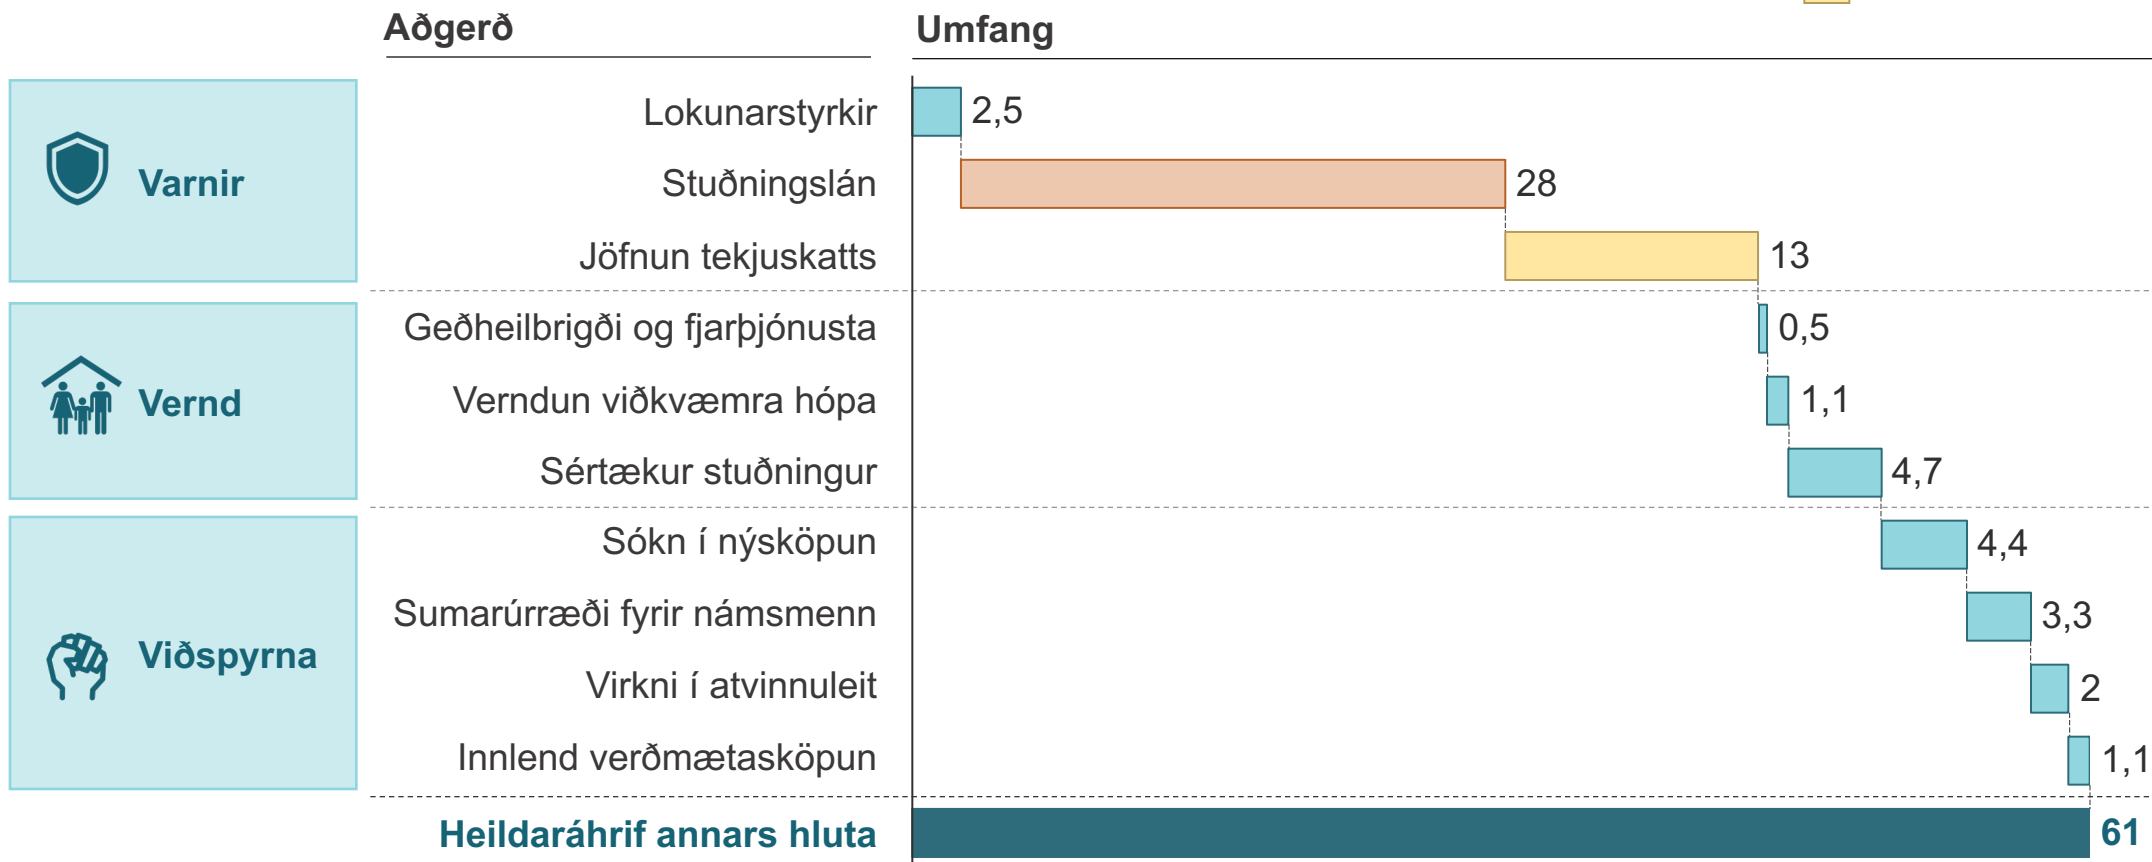 Aðgerð Umfang
Varnir
Lokunarstyrkir 2,5
Stuðningslán 28
Jöfnun tekjuskatts 13
Vernd
Geðheilbrigði og fjarþjónusta 0,5
Verndun viðkvæmra hópa 1,1
Sértækur stuðningur 4,7
Viðspyrna
Sókn í nýsköpun 4,4
Sumarúrræði fyrir námsmenn 3,3
Virkni í atvinnuleit 2
Innlend verðmætasköpun 1,1
Heildaráhrif annars hluta 61